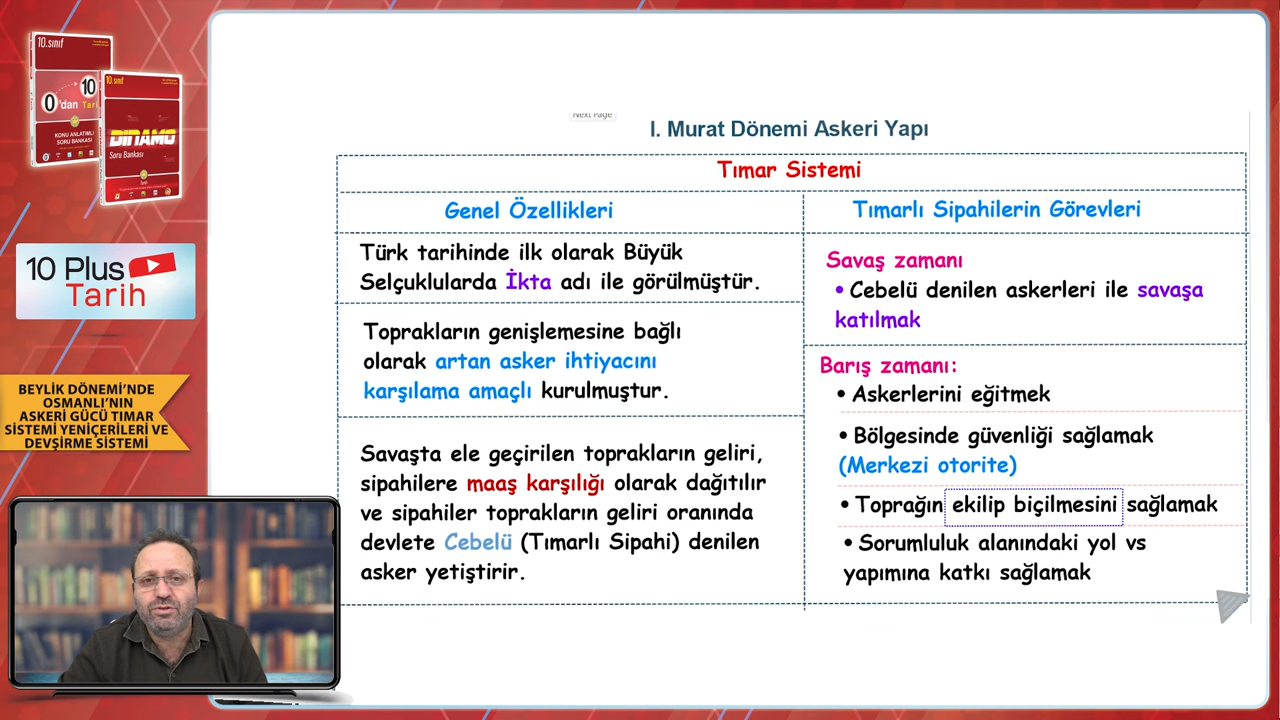 10.sınıf
0'dan 10
Tarih
KONU ANLATIMLI
SORU BANKASI
10.sınıf
DINAMO
Soru Bankası
Tarih
10 Plus
Tarih
BEYLİK DÖNEMİ'NDE
OSMANLI'NIN
ASKERİ GÜCÜ TIMAR
SİSTEMİ YENİÇERİLERİ VE
DEVŞİRME SİSTEMİ
Next Page
I. Murat Dönemi Askeri Yapı
Tımar Sistemi
Genel Özellikleri
Türk tarihinde ilk olarak Büyük
Selçuklularda İkta adı ile görülmüştür.
Toprakların genişlemesine bağlı
olarak artan asker ihtiyacını
karşılama amaçlı kurulmuştur.
Savaşta ele geçirilen toprakların geliri,
sipahilere maaş karşılığı olarak dağıtılır
ve sipahiler toprakların geliri oranında
devlete Cebelü (Tımarlı Sipahi) denilen
asker yetiştirir.
Tımarlı Sipahilerin Görevleri
Savaş zamanı
• Cebelü denilen askerleri ile savaşa
katılmak
Barış zamanı:
• Askerlerini eğitmek
• Bölgesinde güvenliği sağlamak
(Merkezi otorite)
• Toprağın ekilip biçilmesini sağlamak
• Sorumluluk alanındaki yol vs
yapımına katkı sağlamak